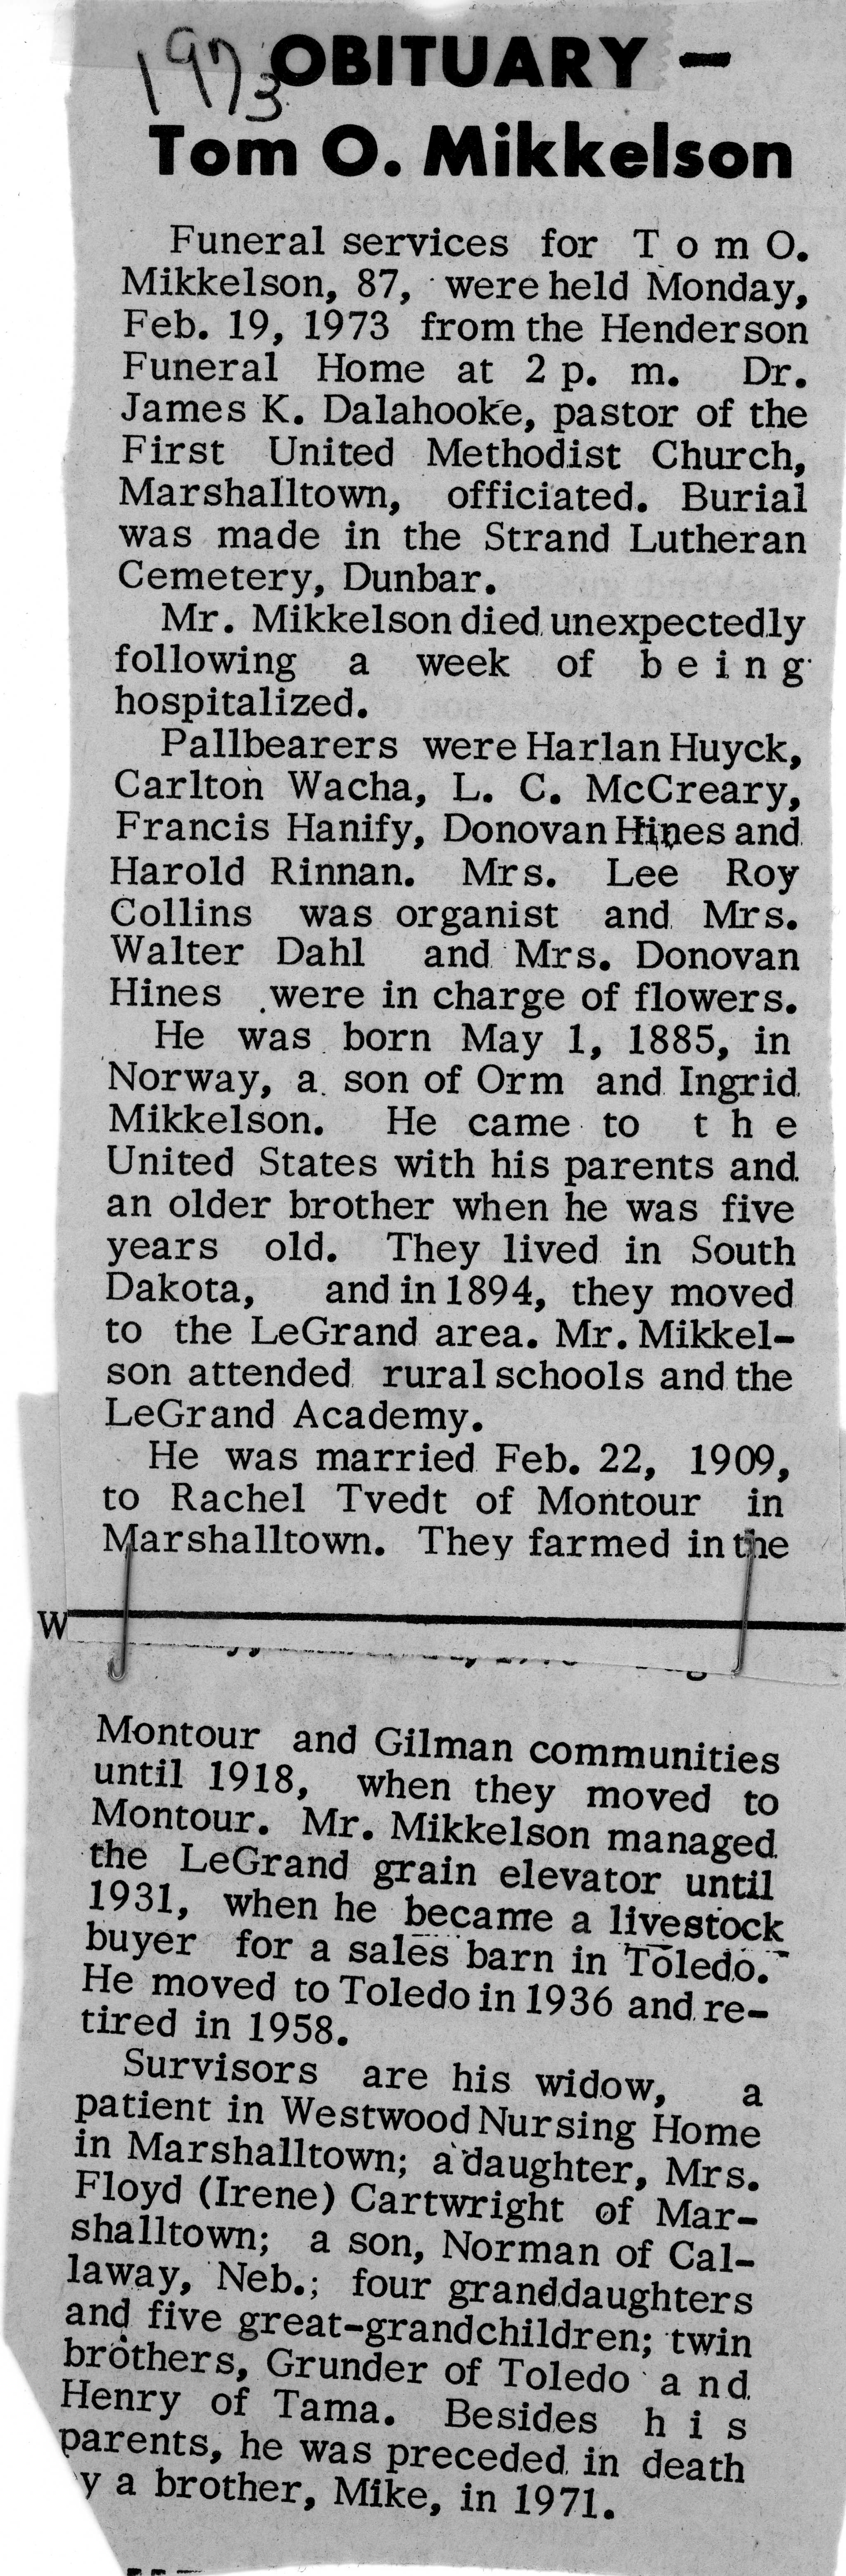 1973 OBITUARY —
Tom O. Mikkelson
Funeral services for Tom O.
Mikkelson, 87, were held Monday,
Feb. 19, 1973 from the Henderson
Funeral Home at 2 p. m. Dr.
James K. Dalahooke, pastor of the
First United Methodist Church,
Marshalltown, officiated. Burial
was made in the Strand Lutheran
Cemetery, Dunbar.
Mr. Mikkelson died unexpectedly
following a week of being
hospitalized.
Pallbearers were Harlan Huyck,
Carlton Wacha, L. C. McCreary,
Francis Hanify, Donovan Hines and
Harold Rinnan. Mrs. Lee Roy
Collins was organist and Mrs.
Walter Dahl and Mrs. Donovan
Hines were in charge of flowers.
He was born May 1, 1885, in
Norway, a son of Orm and Ingrid
Mikkelson. He came to the
United States with his parents and
an older brother when he was five
years old. They lived in South
Dakota, and in 1894, they moved
to the LeGrand area. Mr. Mikkel-
son attended rural schools and the
LeGrand Academy.
He was married Feb. 22, 1909,
to Rachel Tvedt of Montour in
Marshalltown. They farmed in the
W
Montour and Gilman communities
until 1918, when they moved to
Montour. Mr. Mikkelson managed
the LeGrand grain elevator until
1931, when he became a livestock
buyer for a sales barn in Toledo.
He moved to Toledo in 1936 and re-
tired in 1958.
Survisors are his widow, a
patient in Westwood Nursing Home
in Marshalltown; a daughter, Mrs.
Floyd (Irene) Cartwright of Mar-
shalltown; a son, Norman of Cal-
laway, Neb.; four granddaughters
and five great-grandchildren; twin
brothers, Grunder of Toledo and
Henry of Tama. Besides his
parents, he was preceded in death
y a brother, Mike, in 1971.